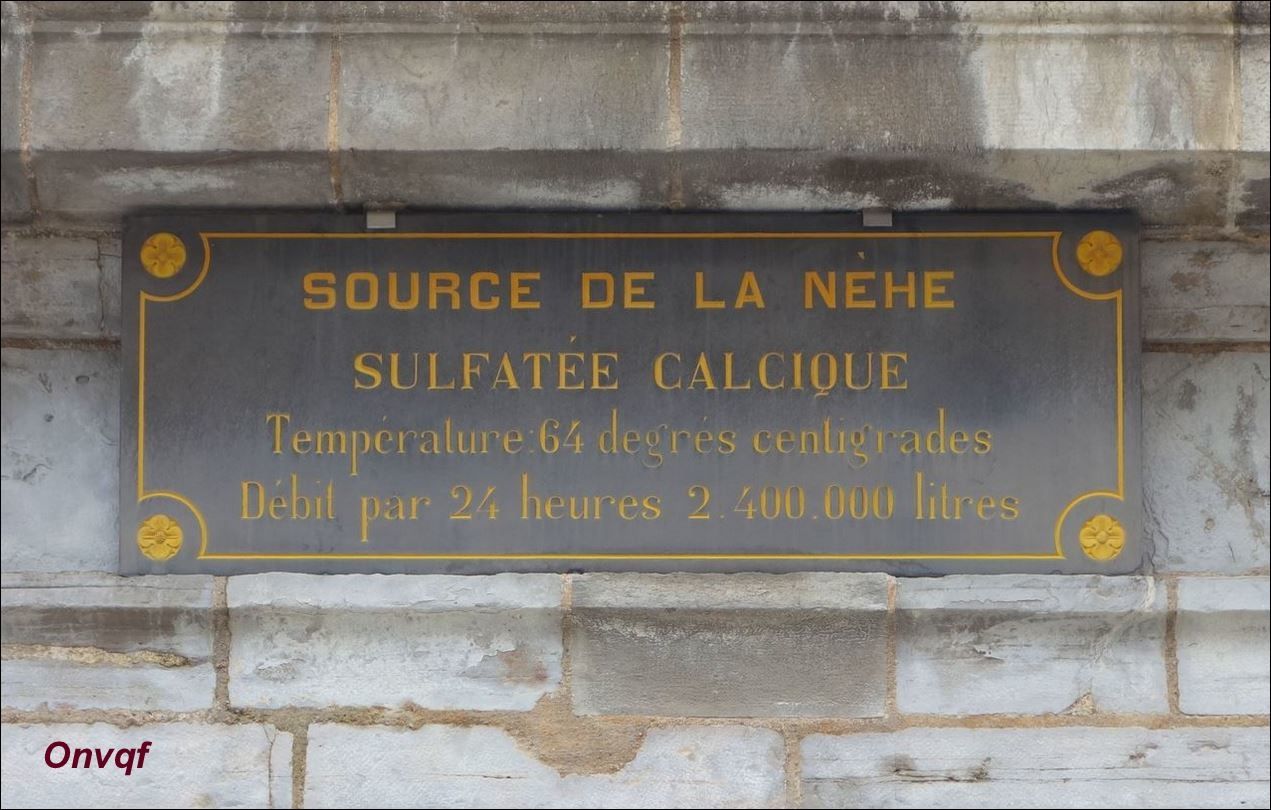 SOURCE DE LA NÈHE
SULFATÉE CALCIQUE
Température:64 degrés centigrades
Débit par 24 heures 2.400.000 litres
Onvqf